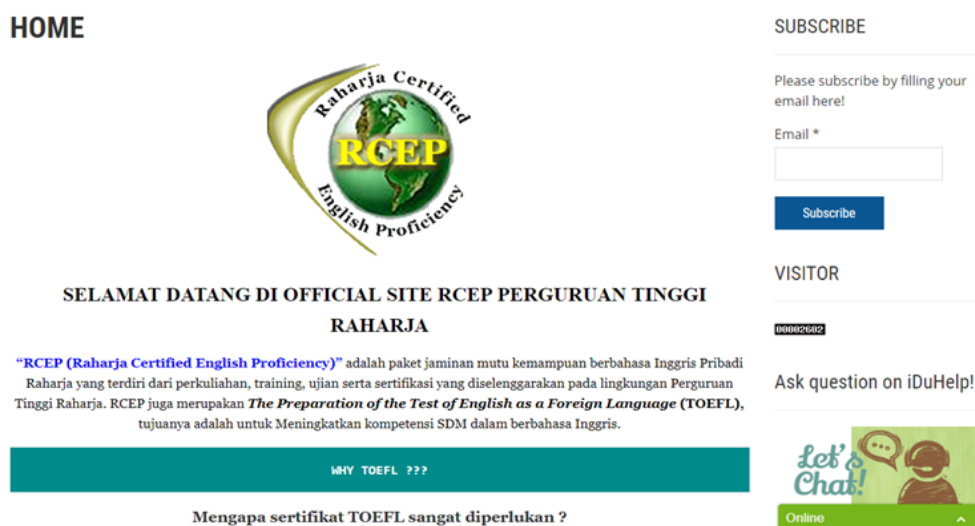 HOME
Raharja Certified
RCEP
English Proficiency
SELAMAT DATANG DI OFFICIAL SITE RCEP PERGURUAN TINGGI
RAHARJA
“RCEP (Raharja Certified English Proficiency)” adalah paket jaminan mutu kemampuan berbahasa Inggris Pribadi
Raharja yang terdiri dari perkuliahan, training, ujian serta sertifikasi yang diselenggarakan pada lingkungan Perguruan
Tinggi Raharja. RCEP juga merupakan The Preparation of the Test of English as a Foreign Language (TOEFL),
tujuanya adalah untuk Meningkatkan kompetensi SDM dalam berbahasa Inggris.
WHY TOEFL ???
Mengapa sertifikat TOEFL sangat diperlukan ?
SUBSCRIBE
Please subscribe by filling your
email here!
Email *
Subscribe
VISITOR
00002602
Ask question on iDuHelp!
Let's
Chat!
Online